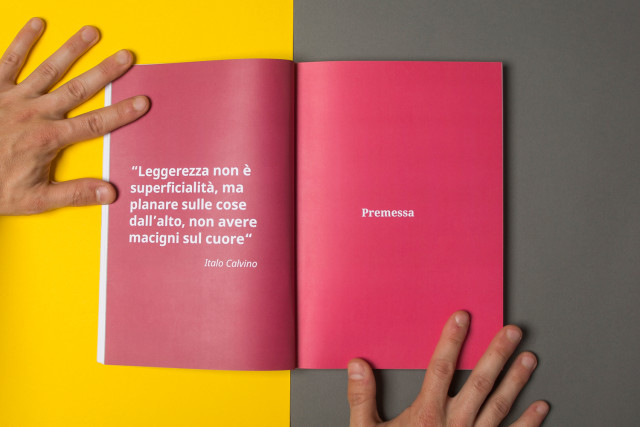 “Leggerezza non è
superficialità, ma
planare sulle cose
dall’alto, non avere
macigni sul cuore“
Italo Calvino
Premessa